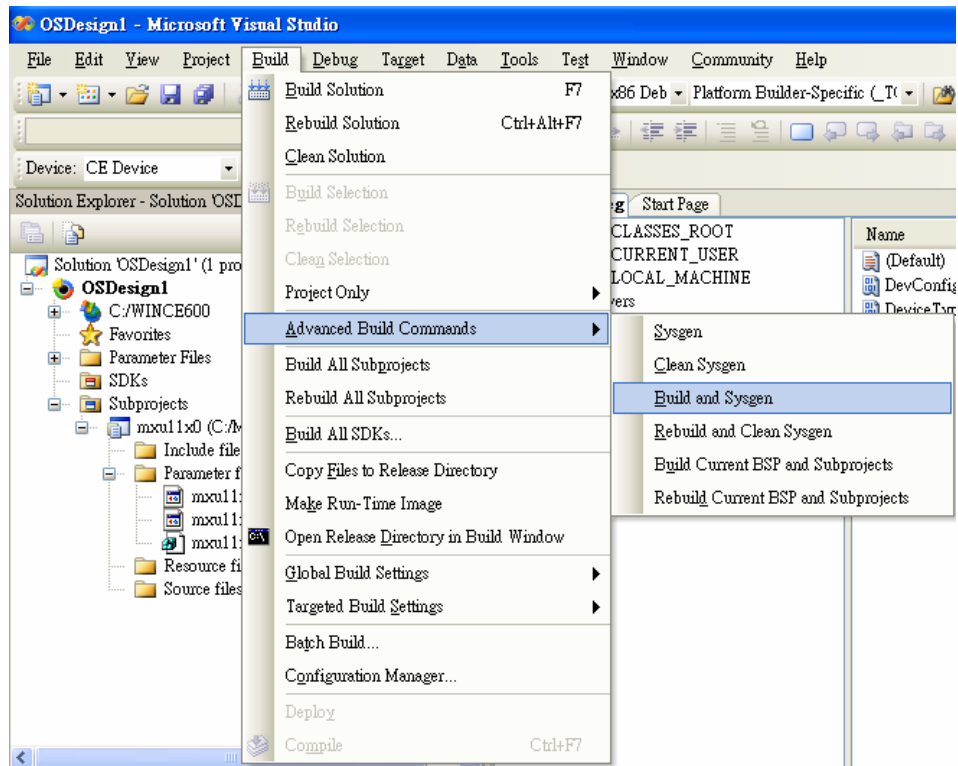 OSDesign1 - Microsoft Visual Studio
File Edit View Project Build Debug Target Data Tools Test Window Community Help
x86 Deb Platform Builder-Specific (_T
Device: CE Device
Solution Explorer - Solution 'OSD
Solution 'OSDesign1' (1 pro
OSDesign1
C:/WINCE600
Favorites
Parameter Files
SDKs
Subprojects
mxu11x0 (C:/
Include file
Parameter f
mxu11
mxu11
mxu11
Resource fi
Source files
Build Solution F7
Rebuild Solution Ctrl+Alt+F7
Clean Solution
Build Selection
Rebuild Selection
Clean Selection
Project Only
Advanced Build Commands
Build All Subprojects
Rebuild All Subprojects
Build All SDKs...
Copy Files to Release Directory
Make Run-Time Image
Open Release Directory in Build Window
Global Build Settings
Targeted Build Settings
Batch Build...
Configuration Manager...
Deploy
Compile Ctrl+F7
Sysgen
Clean Sysgen
Build and Sysgen
Rebuild and Clean Sysgen
Build Current BSP and Subprojects
Rebuild Current BSP and Subprojects
g Start Page
CLASSES_ROOT
CURRENT_USER
LOCAL_MACHINE
vers
Name
(Default)
DevConfig
DeviceTyp